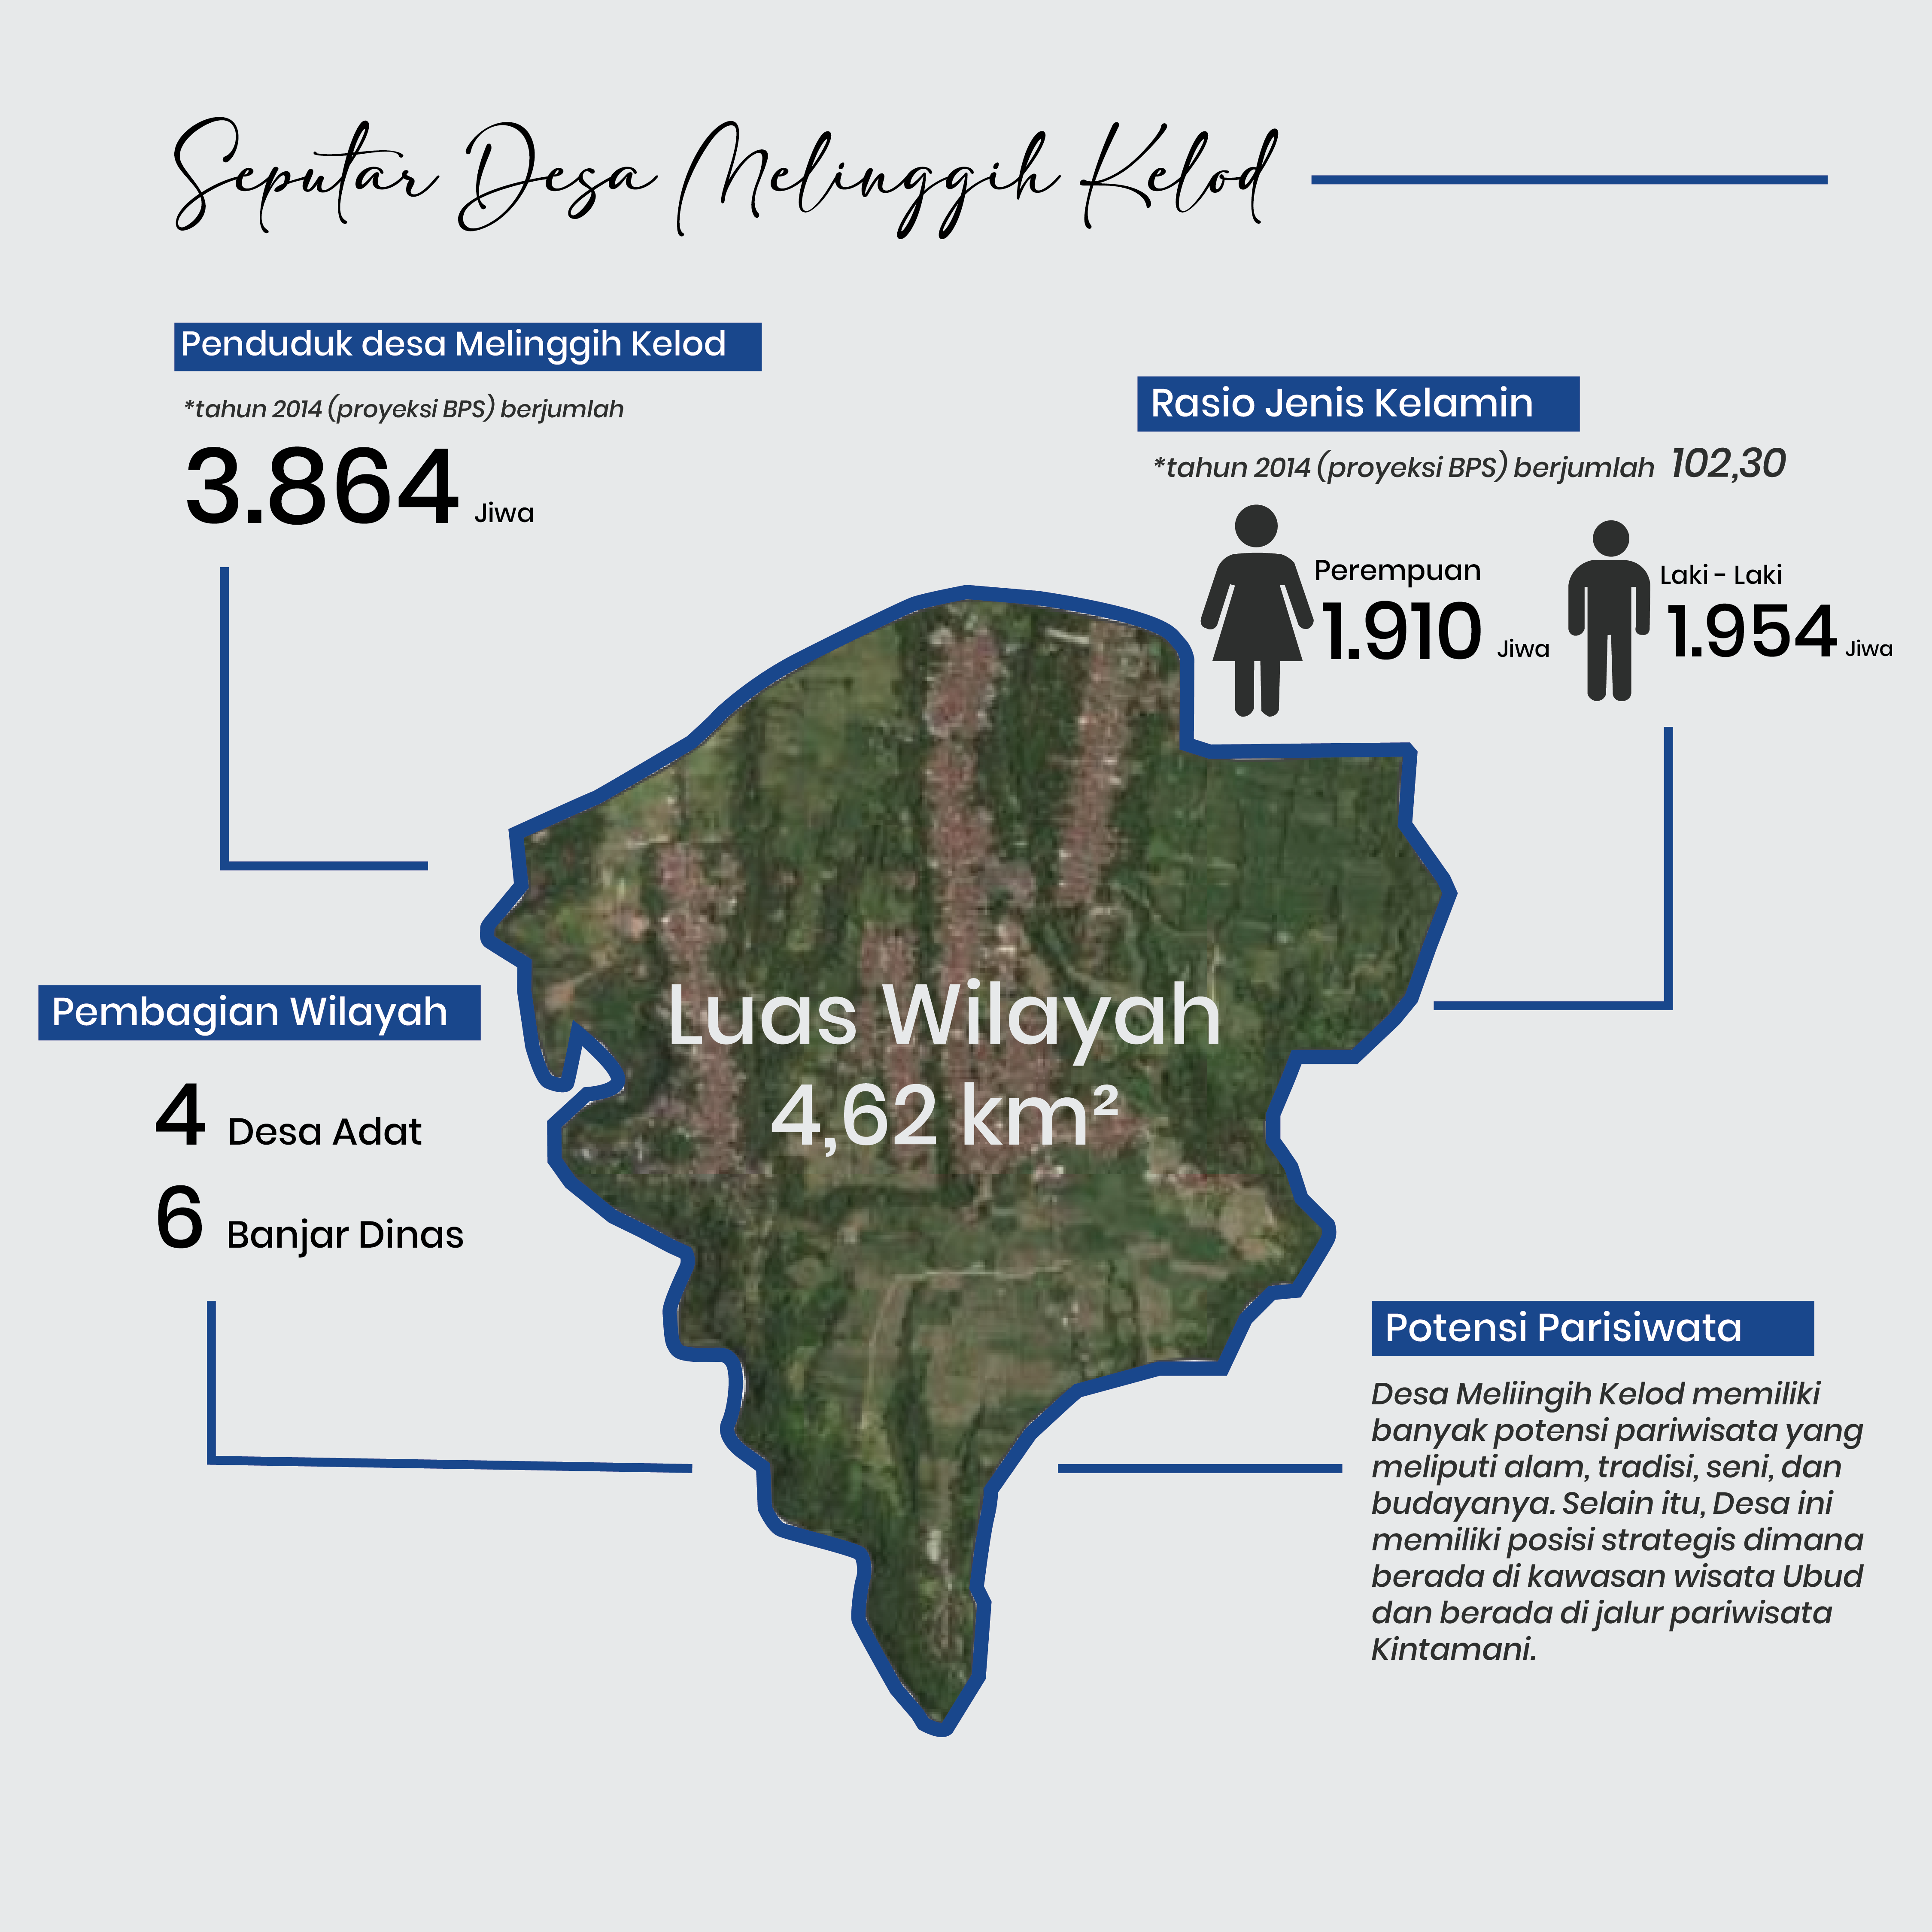 Seputar Desa Melinggih Kelod
Penduduk desa Melinggih Kelod
*tahun 2014 (proyeksi BPS) berjumlah
3.864 Jiwa
Rasio Jenis Kelamin
*tahun 2014 (proyeksi BPS) berjumlah 102,30
Perempuan
1.910 Jiwa
Laki - Laki
1.954 Jiwa
Luas Wilayah
4,62 km²
Pembagian Wilayah
4 Desa Adat
6 Banjar Dinas
Potensi Parisiwata
Desa Meliingih Kelod memiliki
banyak potensi pariwisata yang
meliputi alam, tradisi, seni, dan
budayanya. Selain itu, Desa ini
memiliki posisi strategis dimana
berada di kawasan wisata Ubud
dan berada di jalur pariwisata
Kintamani.